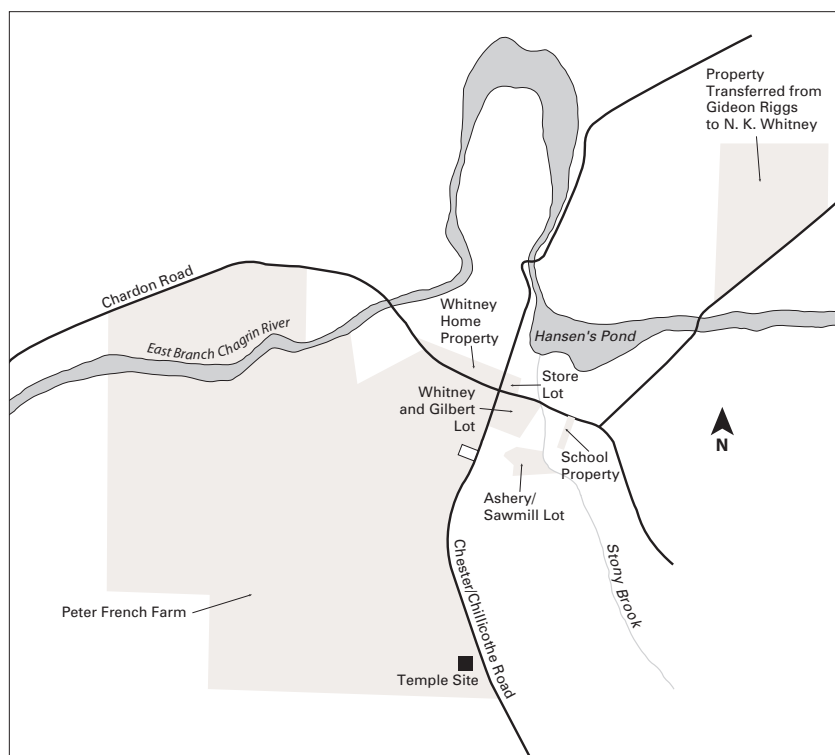 Property
Transferred from
Gideon Riggs
to N. K. Whitney
Chardon Road
East Branch Chagrin River
Whitney
Home
Property
Hansen's Pond
Store
Lot
Whitney
and Gilbert
Lot
N
School
Property
Ashery/
Sawmill Lot
Chester/Chillicothe Road
Stony Brook
Peter French Farm
Temple Site